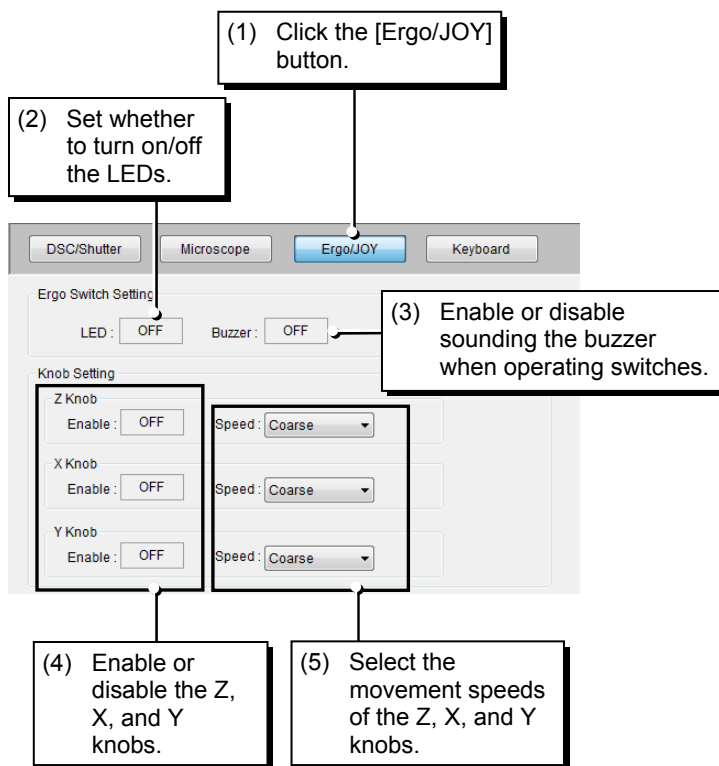 (1) Click the [Ergo/JOY]
button.
(2) Set whether
to turn on/off
the LEDs.
DSC/Shutter Microscope Ergo/JOY Keyboard
Ergo Switch Setting
LED : OFF Buzzer : OFF
(3) Enable or disable
sounding the buzzer
when operating switches.
Knob Setting
Z Knob
Enable : OFF Speed : Coarse
X Knob
Enable : OFF Speed : Coarse
Y Knob
Enable : OFF Speed : Coarse
(4) Enable or
disable the Z,
X, and Y
knobs.
(5) Select the
movement speeds
of the Z, X, and Y
knobs.